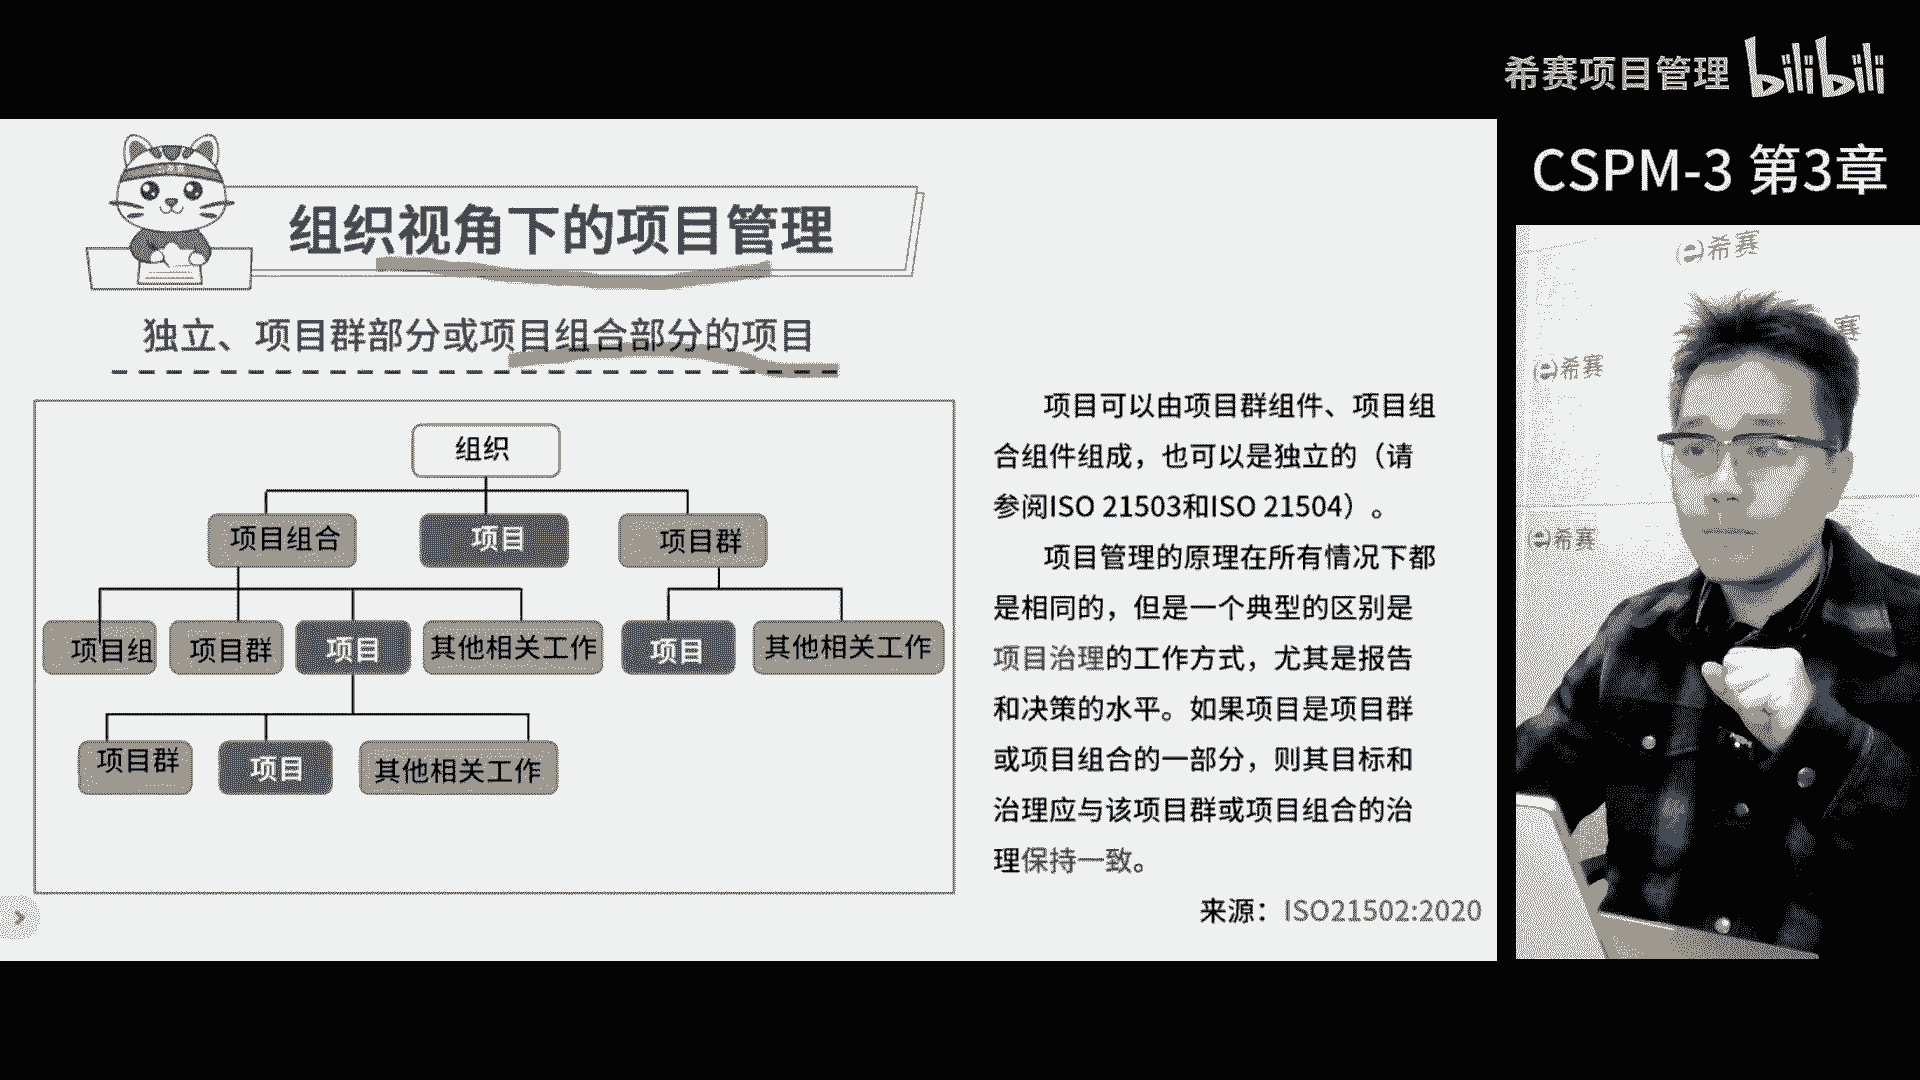 希赛项目管理 bilibili
CSPM-3 第3章
组织视角下的项目管理
独立、项目群部分或项目组合部分的项目
组织
项目组合 项目 项目群
项目组 项目群 项目 其他相关工作 项目 其他相关工作
项目群 项目 其他相关工作
项目可以由项目群组件、项目组
合组件组成，也可以是独立的（请
参阅ISO 21503和ISO 21504）。
项目管理的原理在所有情况下都
是相同的，但是一个典型的区别是
项目治理的工作方式，尤其是报告
和决策的水平。如果项目是项目群
或项目组合的一部分，则其目标和
治理应与该项目群或项目组合的治
理保持一致。
来源：ISO21502:2020
希赛
赛
希赛
希赛